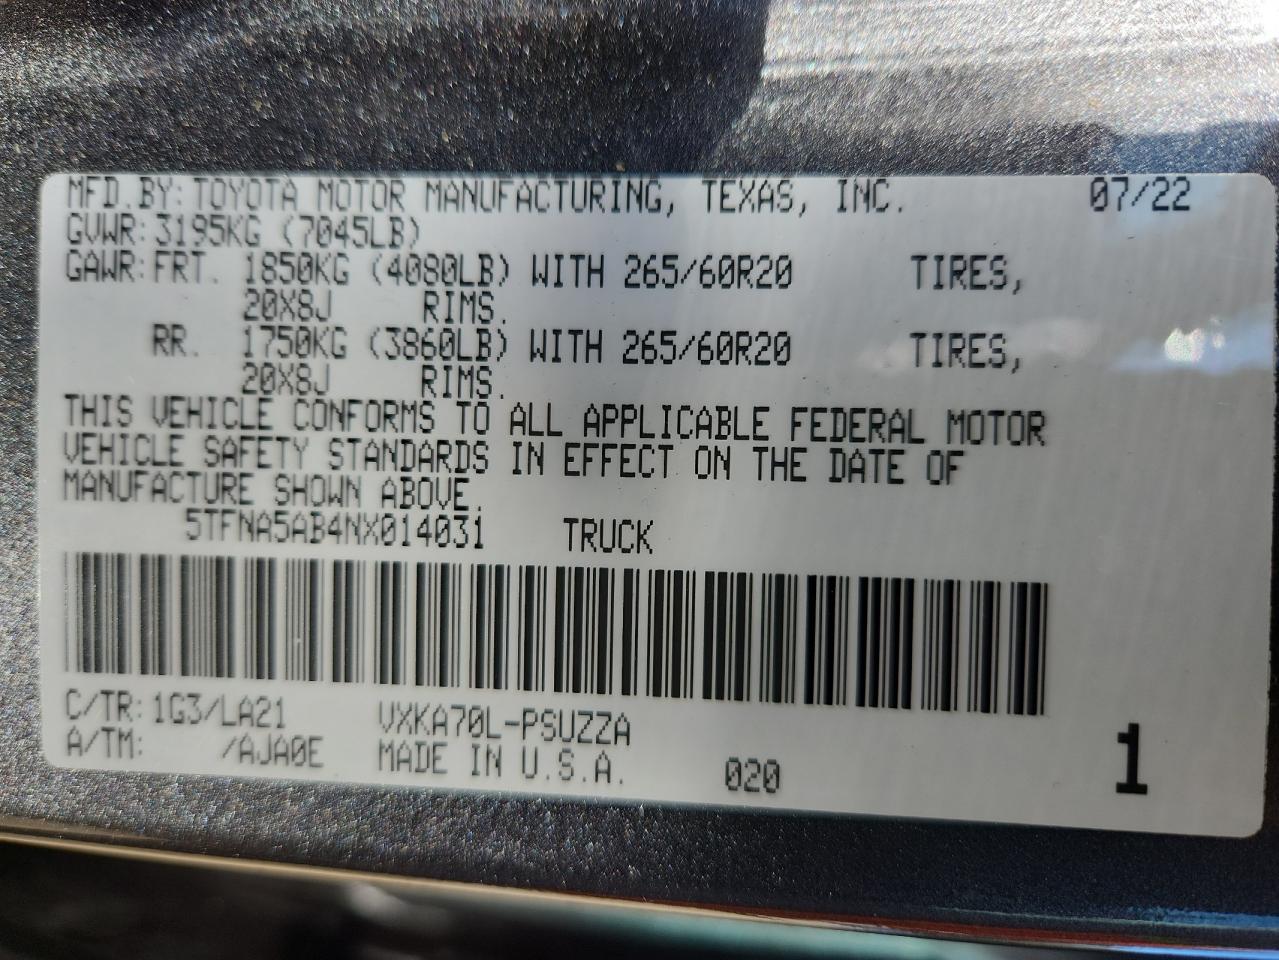 MFD.BY: TOYOTA MOTOR MANUFACTURING, TEXAS, INC. 07/22
GVWR: 3195KG (7045LB)
GAWR: FRT. 1850KG (4080LB) WITH 265/60R20 TIRES,
20X8J RIMS.
RR. 1750KG (3860LB) WITH 265/60R20 TIRES,
20X8J RIMS.
THIS VEHICLE CONFORMS TO ALL APPLICABLE FEDERAL MOTOR
VEHICLE SAFETY STANDARDS IN EFFECT ON THE DATE OF
MANUFACTURE SHOWN ABOVE.
5TFNA5AB4NX014031 TRUCK
C/TR: 1G3/LA21 VXKA70L-PSUZZA
A/TM: /AJA0E MADE IN U.S.A. 020 1